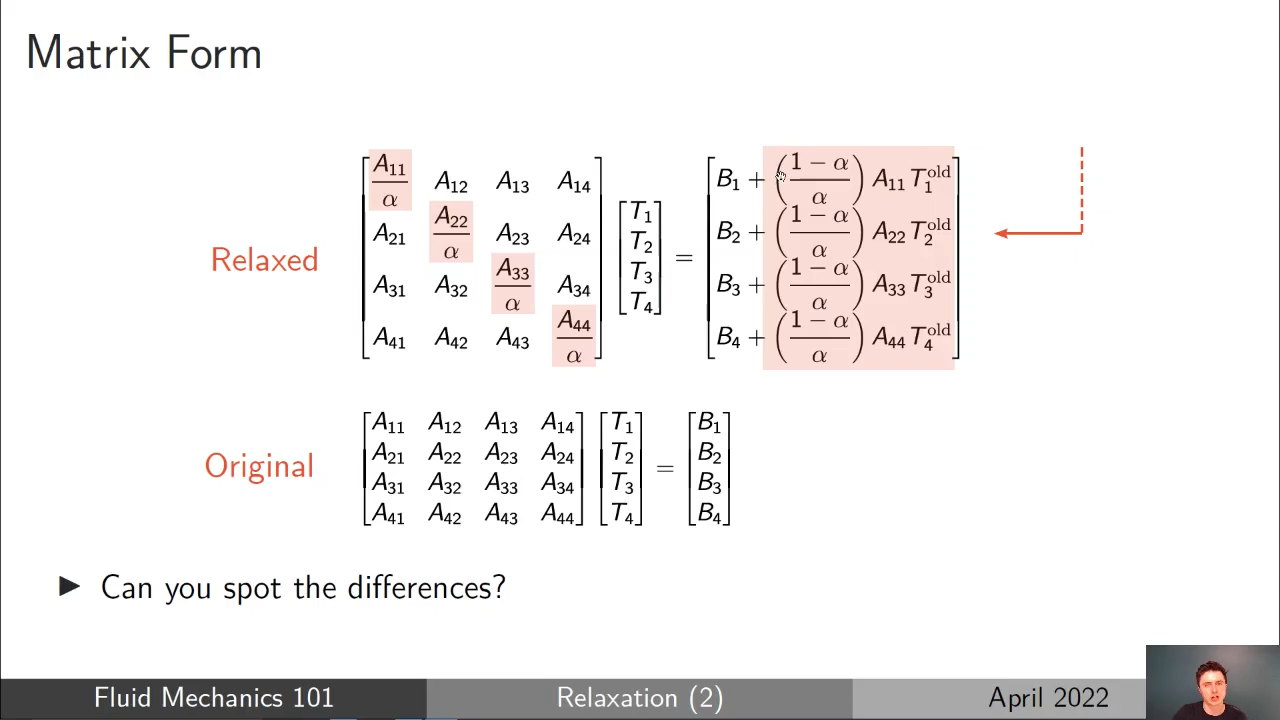 Matrix Form
Relaxed
A11/α A12 A13 A14
A21 A22/α A23 A24
A31 A32 A33/α A34
A41 A42 A43 A44/α
T1
T2
T3
T4
=
B1 + (1 − α / α) A11 T1^old
B2 + (1 − α / α) A22 T2^old
B3 + (1 − α / α) A33 T3^old
B4 + (1 − α / α) A44 T4^old
Original
A11 A12 A13 A14
A21 A22 A23 A24
A31 A32 A33 A34
A41 A42 A43 A44
T1
T2
T3
T4
=
B1
B2
B3
B4
Can you spot the differences?
Fluid Mechanics 101
Relaxation (2)
April 2022